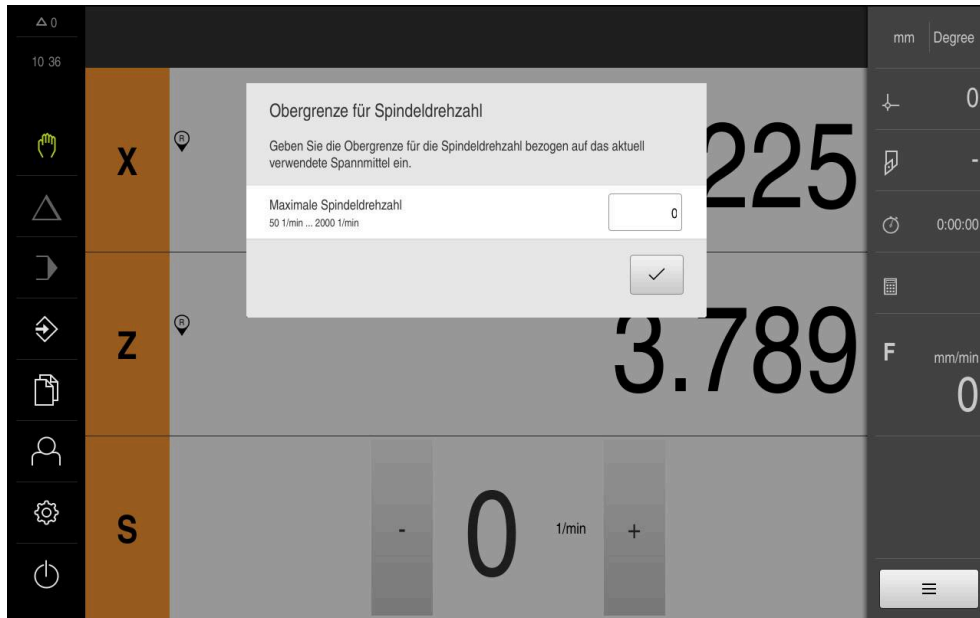 0
10 36
mm Degree
Obergrenze für Spindeldrehzahl
Geben Sie die Obergrenze für die Spindeldrehzahl bezogen auf das aktuell
verwendete Spannmittel ein.
Maximale Spindeldrehzahl
50 1/min ... 2000 1/min
0
X
R
225
Z
R
3.789
S
-
0
1/min
+
0
-
0:00:00
F
mm/min
0